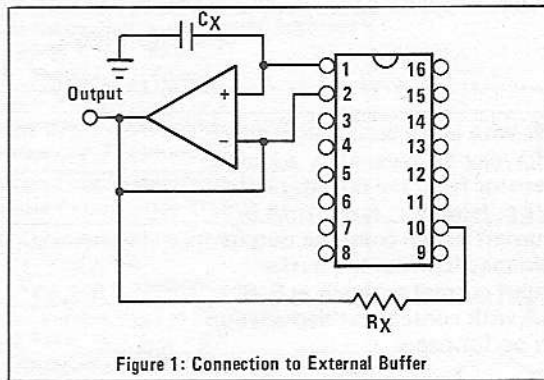 Cx
Output
+
−
1 16
2 15
3 14
4 13
5 12
6 11
7 10
8 9
Rx
Figure 1: Connection to External Buffer